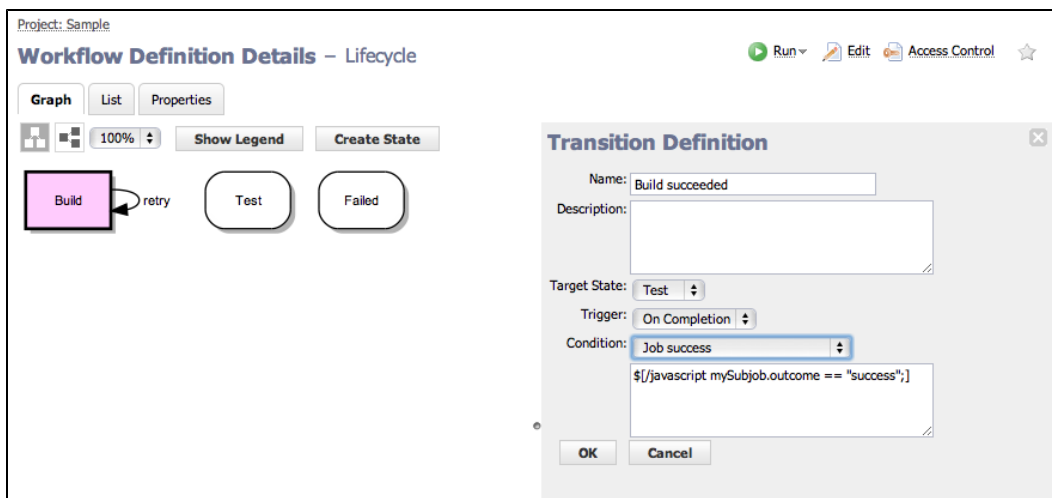 Project: Sample
Workflow Definition Details – Lifecycle
Run Edit Access Control
Graph List Properties
100% Show Legend Create State
Build retry Test Failed
Transition Definition
Name: Build succeeded
Description:
Target State: Test
Trigger: On Completion
Condition: Job success
$[/javascript mySubjob.outcome == "success";]
OK Cancel